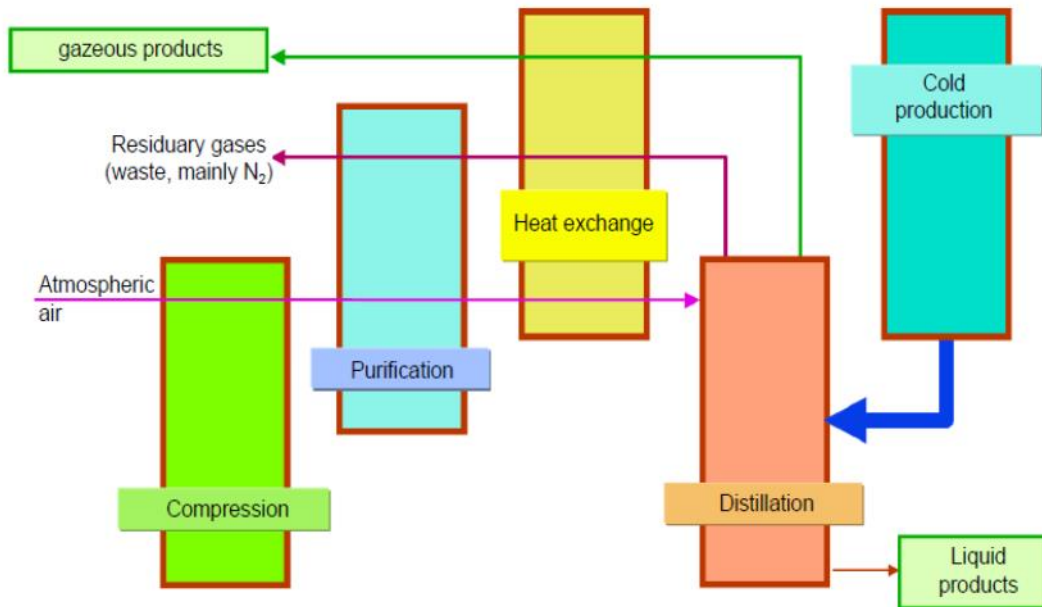 gazeous products
Cold
production
Residuary gases
(waste, mainly N₂)
Heat exchange
Atmospheric
air
Purification
Compression
Distillation
Liquid
products